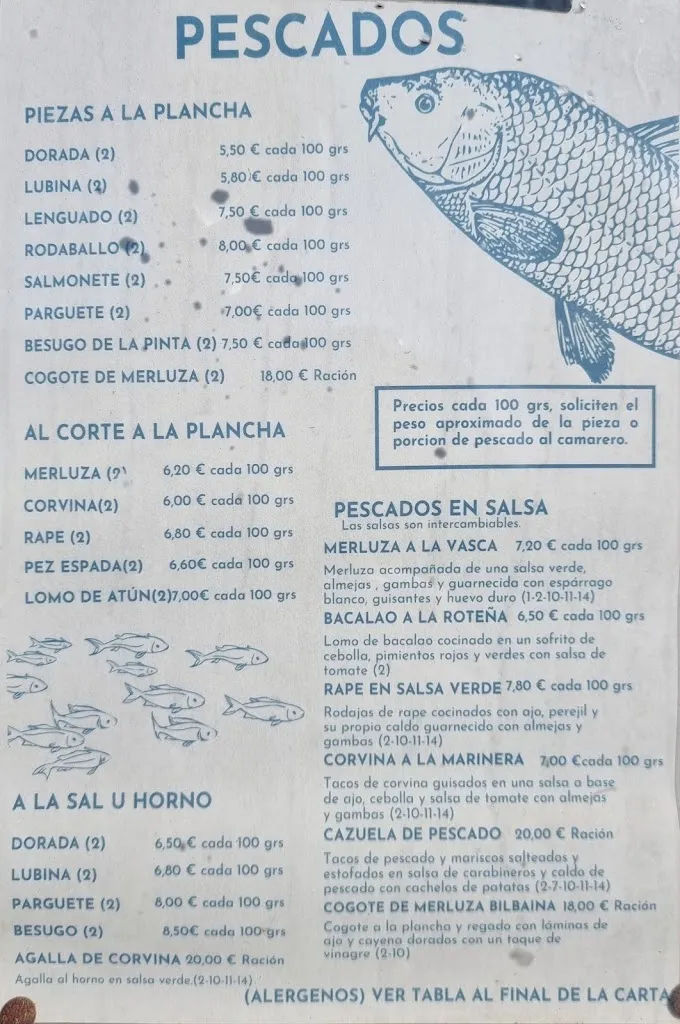 PESCADOS
PIEZAS A LA PLANCHA
DORADA (2) 5,50 € cada 100 grs
LUBINA (2) 5,80 € cada 100 grs
LENGUADO (2) 7,50 € cada 100 grs
RODABALLO (2) 8,00 € cada 100 grs
SALMONETE (2) 7,50€ cada 100 grs
PARGUETE (2) 7,00€ cada 100 grs
BESUGO DE LA PINTA (2) 7,50 € cada 100 grs
COGOTE DE MERLUZA (2) 18,00 € Ración
Precios cada 100 grs, soliciten el
peso aproximado de la pieza o
porcion de pescado al camarero.
AL CORTE A LA PLANCHA
MERLUZA (2) 6,20 € cada 100 grs
CORVINA(2) 6,00 € cada 100 grs
RAPE (2) 6,80 € cada 100 grs
PEZ ESPADA(2) 6,60€ cada 100 grs
LOMO DE ATÚN(2)7,00€ cada 100 grs
A LA SAL U HORNO
DORADA (2) 6,50 € cada 100 grs
LUBINA (2) 6,80 € cada 100 grs
PARGUETE (2) 8,00 € cada 100 grs
BESUGO (2) 8,50€ cada 100 grs
AGALLA DE CORVINA 20,00 € Ración
Agalla al horno en salsa verde.(2-10-11-14)
PESCADOS EN SALSA
Las salsas son intercambiables.
MERLUZA A LA VASCA 7,20 € cada 100 grs
Merluza acompañada de una salsa verde,
almejas , gambas y guarnecida con espárrago
blanco, guisantes y huevo duro (1-2-10-11-14)
BACALAO A LA ROTEÑA 6,50 € cada 100 grs
Lomo de bacalao cocinado en un sofrito de
cebolla, pimientos rojos y verdes con salsa de
tomate (2)
RAPE EN SALSA VERDE 7,80 € cada 100 grs
Rodajas de rape cocinados con ajo, perejil y
su propio caldo guarnecido con almejas y
gambas (2-10-11-14)
CORVINA A LA MARINERA 7,00 €cada 100 grs
Tacos de corvina guisados en una salsa a base
de ajo, cebolla y salsa de tomate con almejas
y gambas (2-10-11-14)
CAZUELA DE PESCADO 20,00 € Ración
Tacos de pescado y mariscos salteados y
estofados en salsa de carabineros y caldo de
pescado con cachelos de patatas (2-7-10-11-14)
COGOTE DE MERLUZA BILBAINA 18,00 € Ración
Cogote a la plancha y regado con láminas de
ajo y cayena dorados con un toque de
vinagre (2-10)
(ALERGENOS) VER TABLA AL FINAL DE LA CARTA